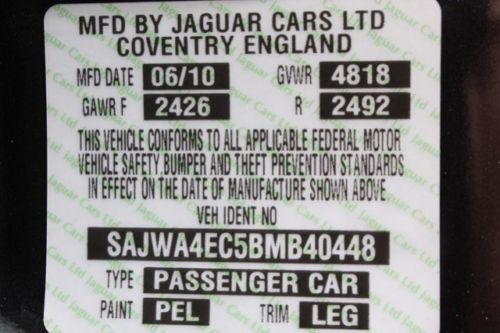 MFD BY JAGUAR CARS LTD
COVENTRY ENGLAND
MFD DATE 06/10 GVWR 4818
GAWR F 2426 R 2492
THIS VEHICLE CONFORMS TO ALL APPLICABLE FEDERAL MOTOR
VEHICLE SAFETY, BUMPER AND THEFT PREVENTION STANDARDS
IN EFFECT ON THE DATE OF MANUFACTURE SHOWN ABOVE.
VEH IDENT NO
SAJWA4EC5BMB40448
TYPE PASSENGER CAR
PAINT PEL TRIM LEG